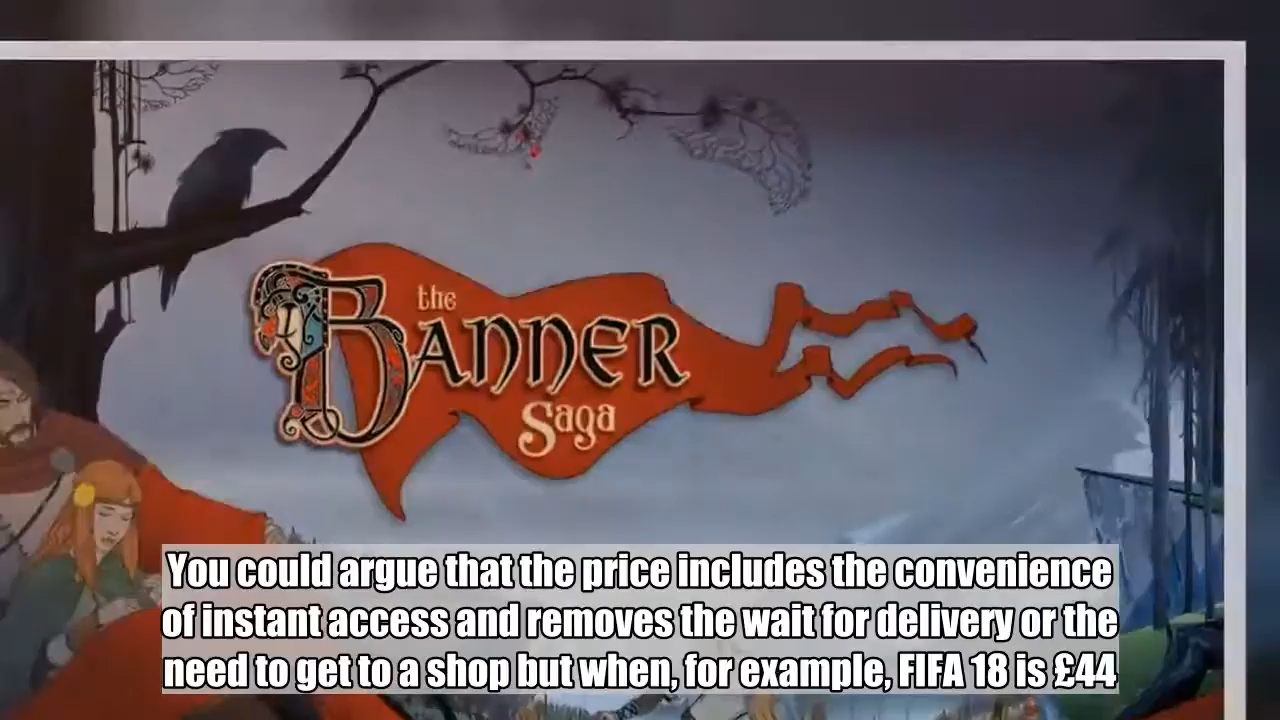 the
BANNER
Saga
You could argue that the price includes the convenience
of instant access and removes the wait for delivery or the
need to get to a shop but when, for example, FIFA 18 is £44